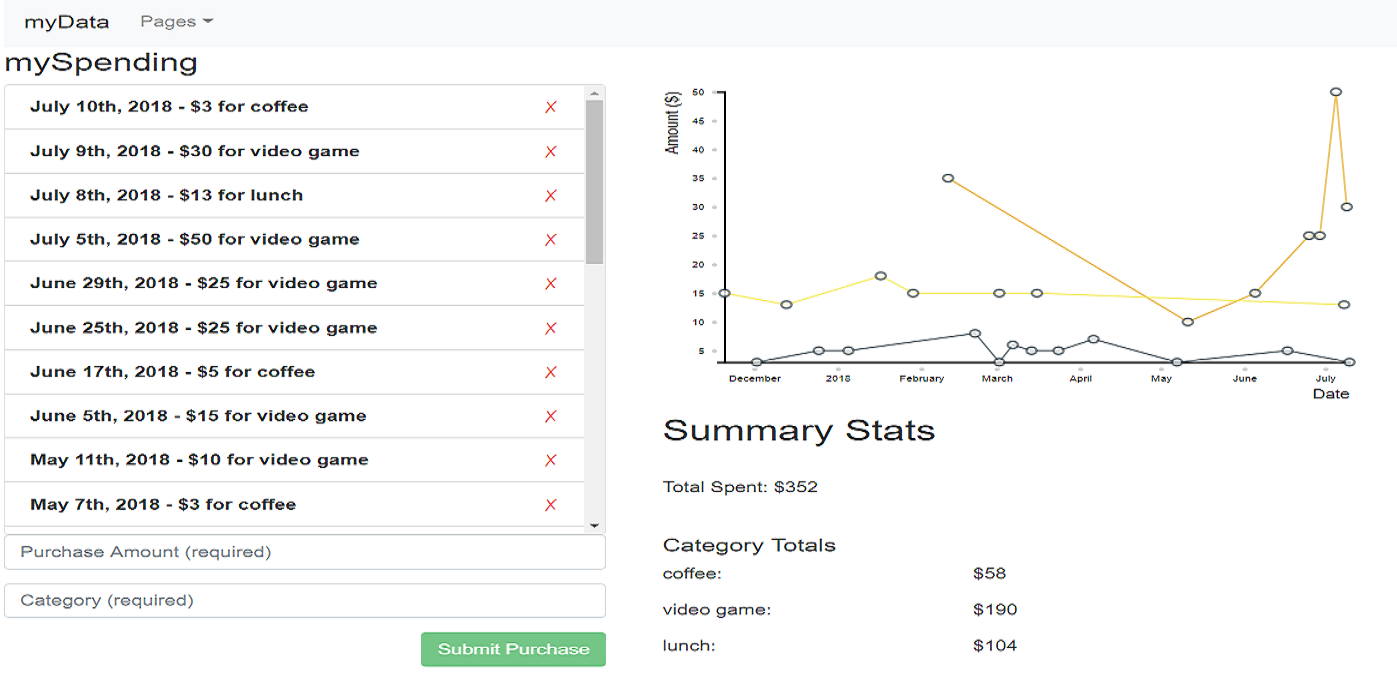 myData Pages
mySpending
July 10th, 2018 - $3 for coffee X
July 9th, 2018 - $30 for video game X
July 8th, 2018 - $13 for lunch X
July 5th, 2018 - $50 for video game X
June 29th, 2018 - $25 for video game X
June 25th, 2018 - $25 for video game X
June 17th, 2018 - $5 for coffee X
June 5th, 2018 - $15 for video game X
May 11th, 2018 - $10 for video game X
May 7th, 2018 - $3 for coffee X
Purchase Amount (required)
Category (required)
Submit Purchase
Amount ($)
50
45
40
35
30
25
20
15
10
5
December 2018 February March April May June July
Date
Summary Stats
Total Spent: $352
Category Totals
coffee: $58
video game: $190
lunch: $104